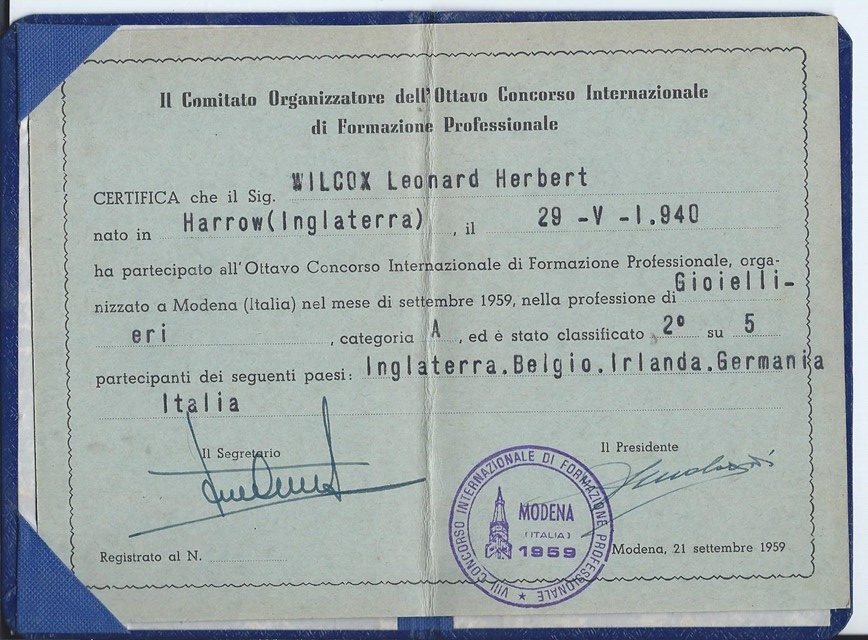 Il Comitato Organizzatore dell'Ottavo Concorso Internazionale
di Formazione Professionale
CERTIFICA che il Sig. WILCOX Leonard Herbert
nato in Harrow(Inglaterra) , il 29 -V -I.940
ha partecipato all'Ottavo Concorso Internazionale di Formazione Professionale, orga-
nizzato a Modena (Italia) nel mese di settembre 1959, nella professione di Gioielli-
eri , categoria A , ed è stato classificato 2º su 5
partecipanti dei seguenti paesi: Inglaterra.Belgio.Irlanda.Germania
Italia
Il Segretario
Il Presidente
VIII CONCORSO INTERNAZIONALE DI FORMAZIONE PROFESSIONALE
MODENA
(ITALIA)
1959
Registrato al N.
Modena, 21 settembre 1959